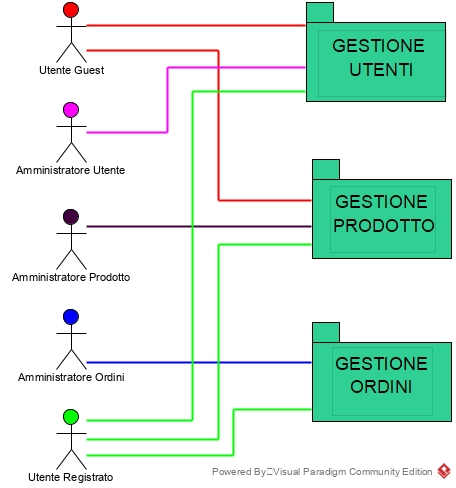 GESTIONE
UTENTI
Utente Guest
Amministratore Utente
GESTIONE
PRODOTTO
Amministratore Prodotto
GESTIONE
ORDINI
Amministratore Ordini
Utente Registrato
Powered By Visual Paradigm Community Edition